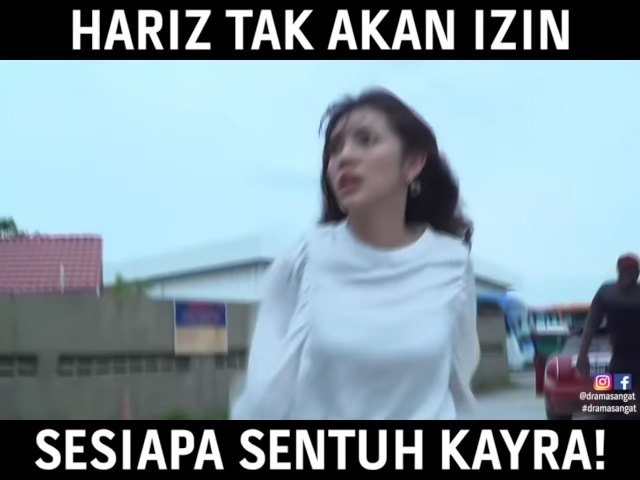 HARIZ TAK AKAN IZIN
@dramasangat
#dramasangat
SESIAPA SENTUH KAYRA!